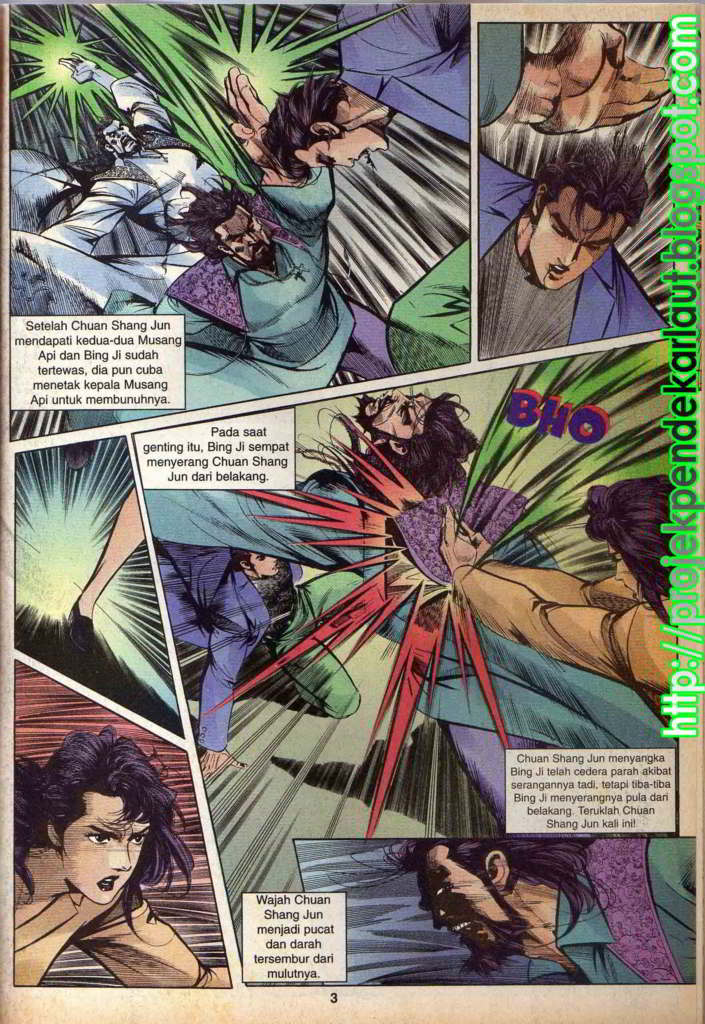 Setelah Chuan Shang Jun
mendapati kedua-dua Musang
Api dan Bing Ji sudah
tertewas, dia pun cuba
menetak kepala Musang
Api untuk membunuhnya.
Pada saat
genting itu, Bing Ji sempat
menyerang Chuan Shang
Jun dari belakang.
BHO
Chuan Shang Jun menyangka
Bing Ji telah cedera parah akibat
serangannya tadi, tetapi tiba-tiba
Bing Ji menyerangnya pula dari
belakang. Teruklah Chuan
Shang Jun kali ini!
Wajah Chuan
Shang Jun
menjadi pucat
dan darah
tersembur dari
mulutnya.
3
http://projekpendekarlaut.blogspot.com